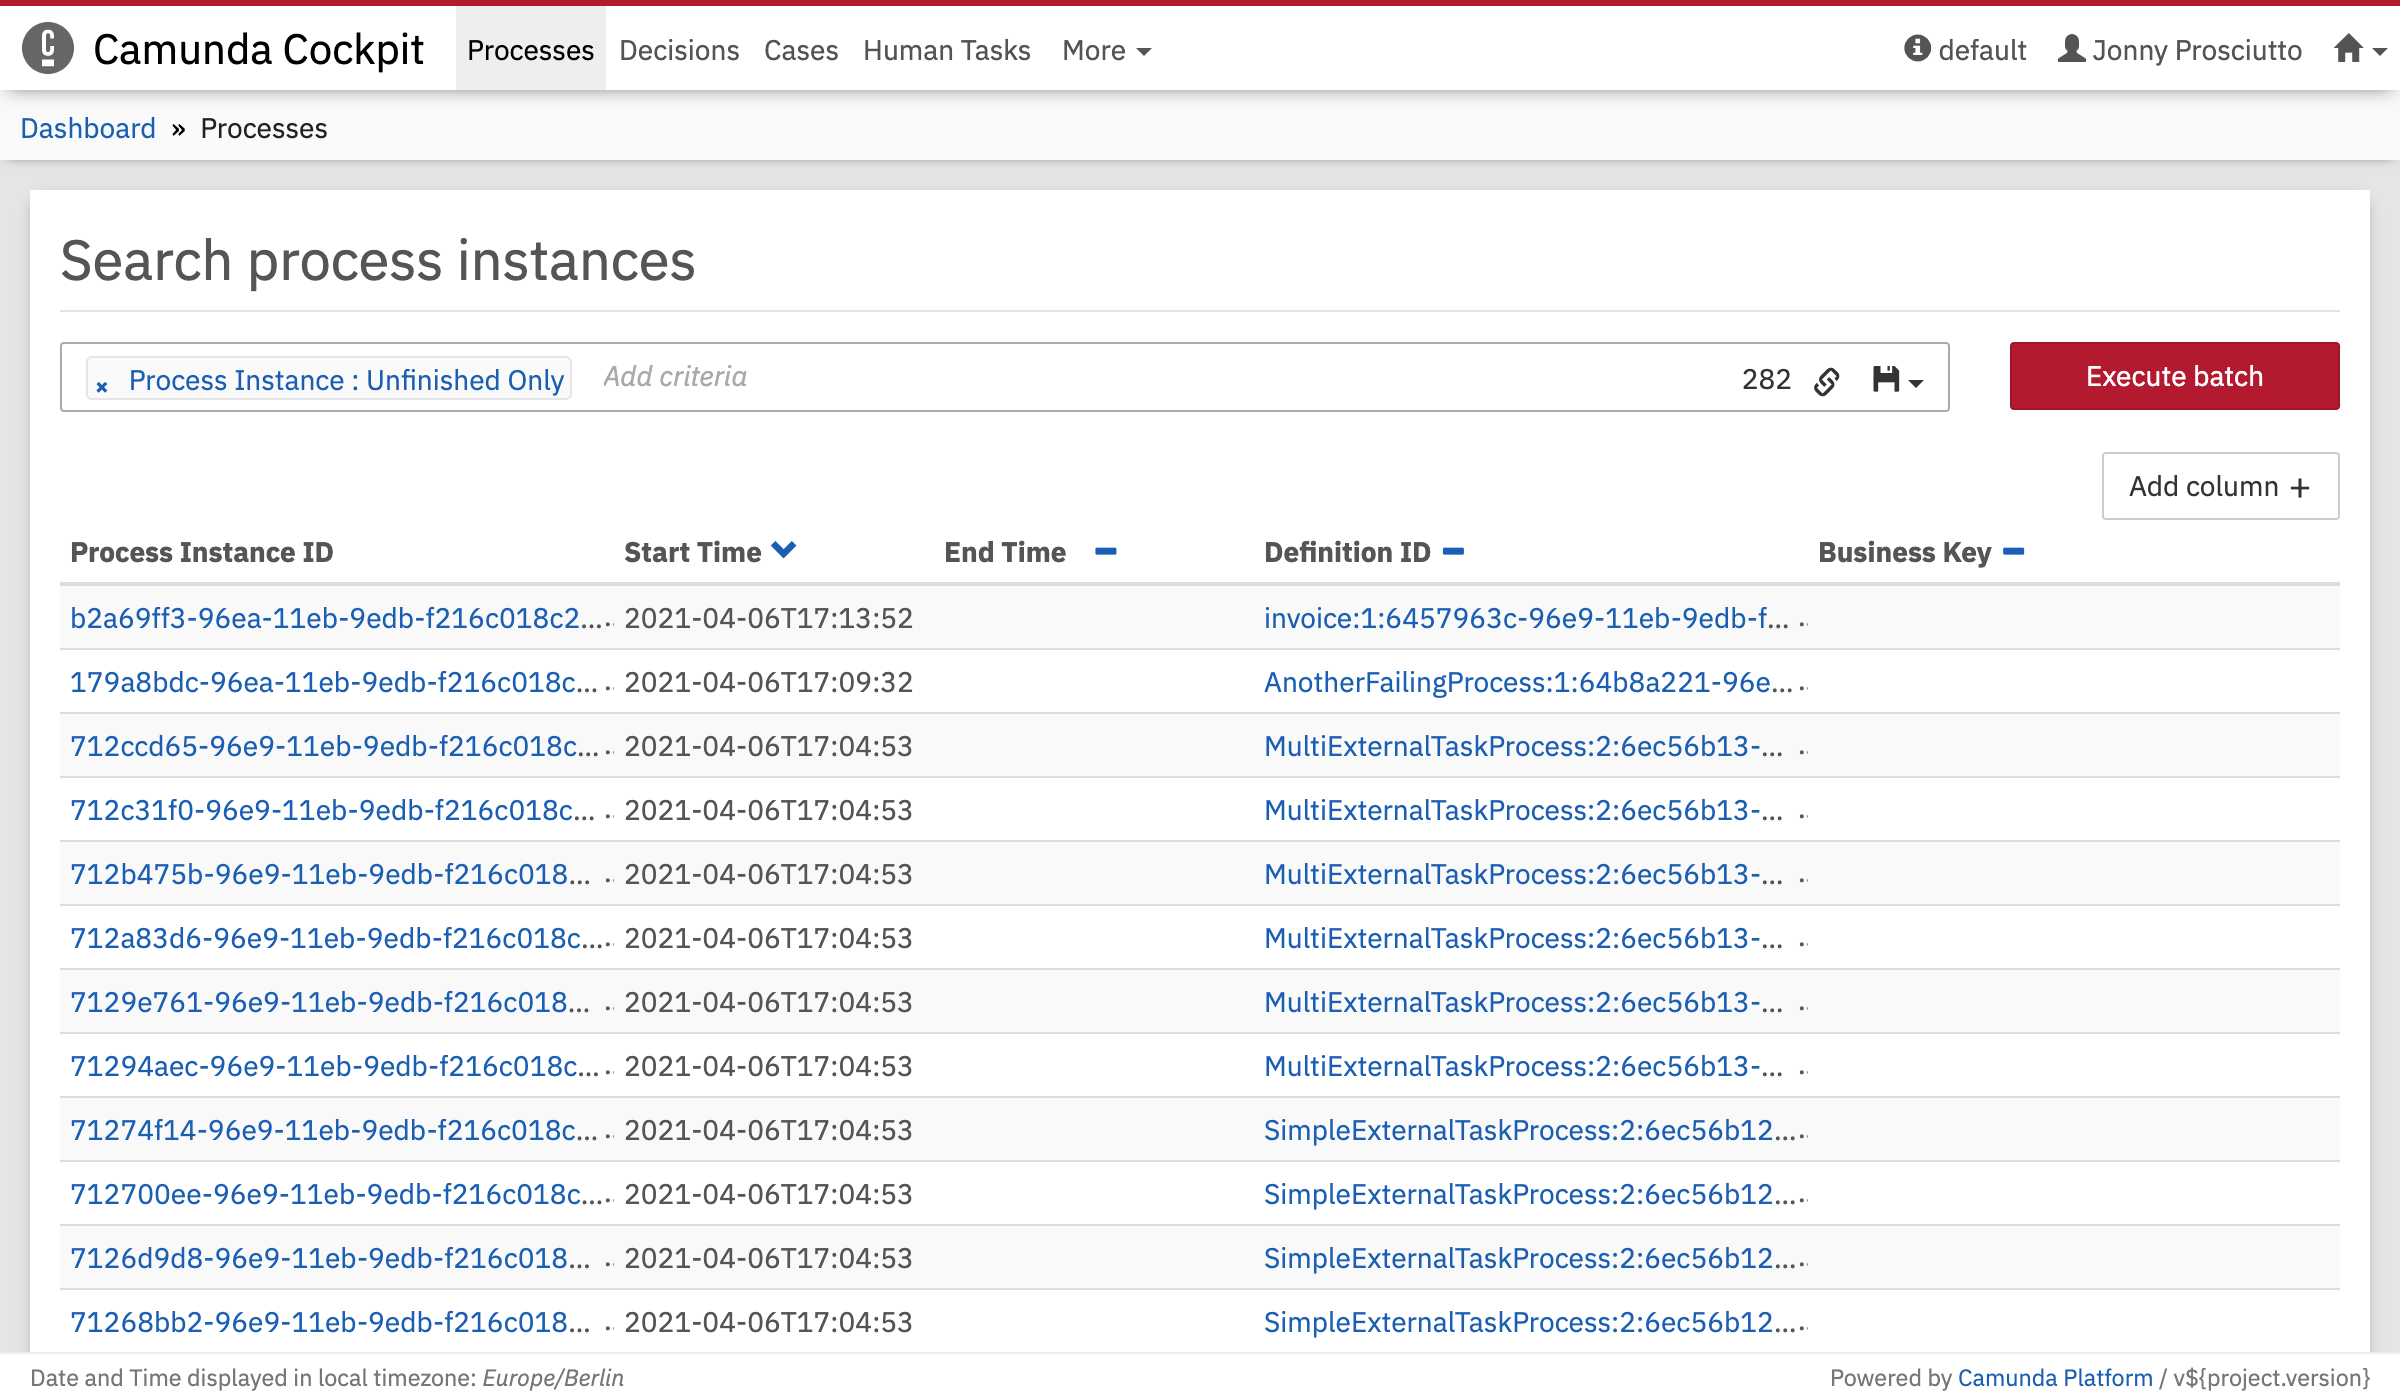 Camunda Cockpit Processes Decisions Cases Human Tasks More default Jonny Prosciutto
Dashboard » Processes
Search process instances
× Process Instance : Unfinished Only Add criteria 282 Execute batch
Add column +
Process Instance ID Start Time End Time Definition ID Business Key
b2a69ff3-96ea-11eb-9edb-f216c018c2... 2021-04-06T17:13:52 invoice:1:6457963c-96e9-11eb-9edb-f...
179a8bdc-96ea-11eb-9edb-f216c018c... 2021-04-06T17:09:32 AnotherFailingProcess:1:64b8a221-96e...
712ccd65-96e9-11eb-9edb-f216c018c... 2021-04-06T17:04:53 MultiExternalTaskProcess:2:6ec56b13-...
712c31f0-96e9-11eb-9edb-f216c018c... 2021-04-06T17:04:53 MultiExternalTaskProcess:2:6ec56b13-...
712b475b-96e9-11eb-9edb-f216c018... 2021-04-06T17:04:53 MultiExternalTaskProcess:2:6ec56b13-...
712a83d6-96e9-11eb-9edb-f216c018c... 2021-04-06T17:04:53 MultiExternalTaskProcess:2:6ec56b13-...
7129e761-96e9-11eb-9edb-f216c018... 2021-04-06T17:04:53 MultiExternalTaskProcess:2:6ec56b13-...
71294aec-96e9-11eb-9edb-f216c018c... 2021-04-06T17:04:53 MultiExternalTaskProcess:2:6ec56b13-...
71274f14-96e9-11eb-9edb-f216c018c... 2021-04-06T17:04:53 SimpleExternalTaskProcess:2:6ec56b12...
712700ee-96e9-11eb-9edb-f216c018c... 2021-04-06T17:04:53 SimpleExternalTaskProcess:2:6ec56b12...
7126d9d8-96e9-11eb-9edb-f216c018... 2021-04-06T17:04:53 SimpleExternalTaskProcess:2:6ec56b12...
71268bb2-96e9-11eb-9edb-f216c018... 2021-04-06T17:04:53 SimpleExternalTaskProcess:2:6ec56b12...
Date and Time displayed in local timezone: Europe/Berlin Powered by Camunda Platform / v${project.version}